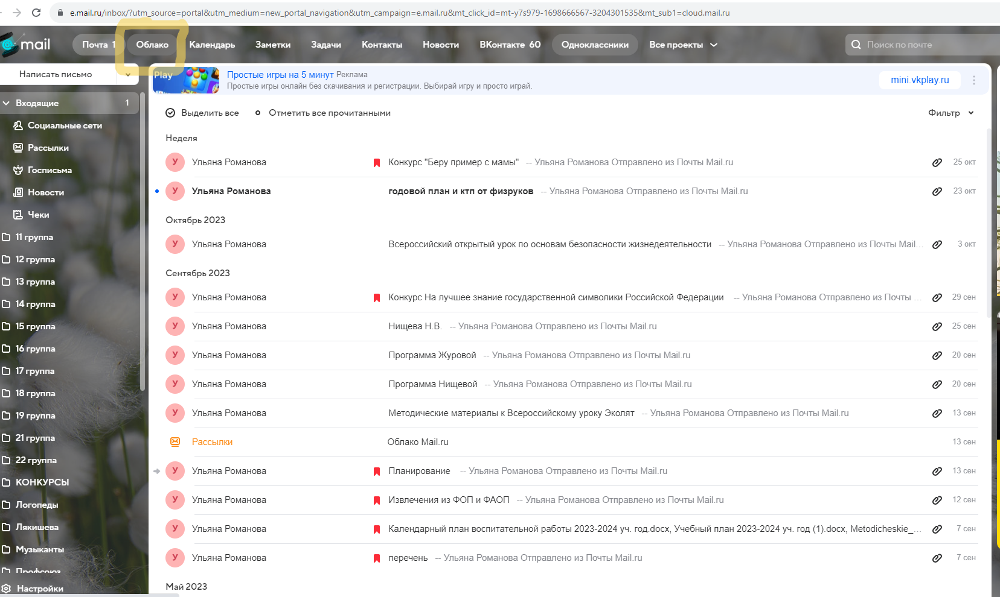 e.mail.ru/inbox/?utm_source=portal&utm_medium=new_portal_navigation&utm_campaign=e.mail.ru&mt_click_id=mt-y7s979-1698666567-3204301535&mt_sub1=cloud.mail.ru
mail Почта 1 Облако Календарь Заметки Задачи Контакты Новости ВКонтакте 60 Одноклассники Все проекты Поиск по почте
Написать письмо
Входящие 1
Социальные сети
Рассылки
Госписьма
Новости
Чеки
11 группа
12 группа
13 группа
14 группа
15 группа
16 группа
17 группа
18 группа
19 группа
21 группа
22 группа
КОНКУРСЫ
Логопеды
Лякишева
Музыканты
Профсоюз
Настройки
Play
Простые игры на 5 минут Реклама
Простые игры онлайн без скачивания и регистрации. Выбирай игру и просто играй.
mini.vkplay.ru
Выделить все Отметить все прочитанными Фильтр
Неделя
У Ульяна Романова Конкурс "Беру пример с мамы" -- Ульяна Романова Отправлено из Почты Mail.ru 25 окт
У Ульяна Романова годовой план и ктп от физруков -- Ульяна Романова Отправлено из Почты Mail.ru 23 окт
Октябрь 2023
У Ульяна Романова Всероссийский открытый урок по основам безопасности жизнедеятельности -- Ульяна Романова Отправлено из Почты Mail... 3 окт
Сентябрь 2023
У Ульяна Романова Конкурс На лучшее знание государственной символики Российской Федерации -- Ульяна Романова Отправлено из Почты ... 29 сен
У Ульяна Романова Нищева Н.В. -- Ульяна Романова Отправлено из Почты Mail.ru 25 сен
У Ульяна Романова Программа Журовой -- Ульяна Романова Отправлено из Почты Mail.ru 20 сен
У Ульяна Романова Программа Нищевой -- Ульяна Романова Отправлено из Почты Mail.ru 20 сен
У Ульяна Романова Методические материалы к Всероссийскому уроку Эколят -- Ульяна Романова Отправлено из Почты Mail.ru 13 сен
Рассылки Облако Mail.ru 13 сен
У Ульяна Романова Планирование -- Ульяна Романова Отправлено из Почты Mail.ru 13 сен
У Ульяна Романова Извлечения из ФОП и ФАОП -- Ульяна Романова Отправлено из Почты Mail.ru 12 сен
У Ульяна Романова Календарный план воспитательной работы 2023-2024 уч. год.docx, Учебный план 2023-2024 уч. год (1).docx, Metodicheskie_... 7 сен
У Ульяна Романова перечень -- Ульяна Романова Отправлено из Почты Mail.ru 7 сен
Май 2023